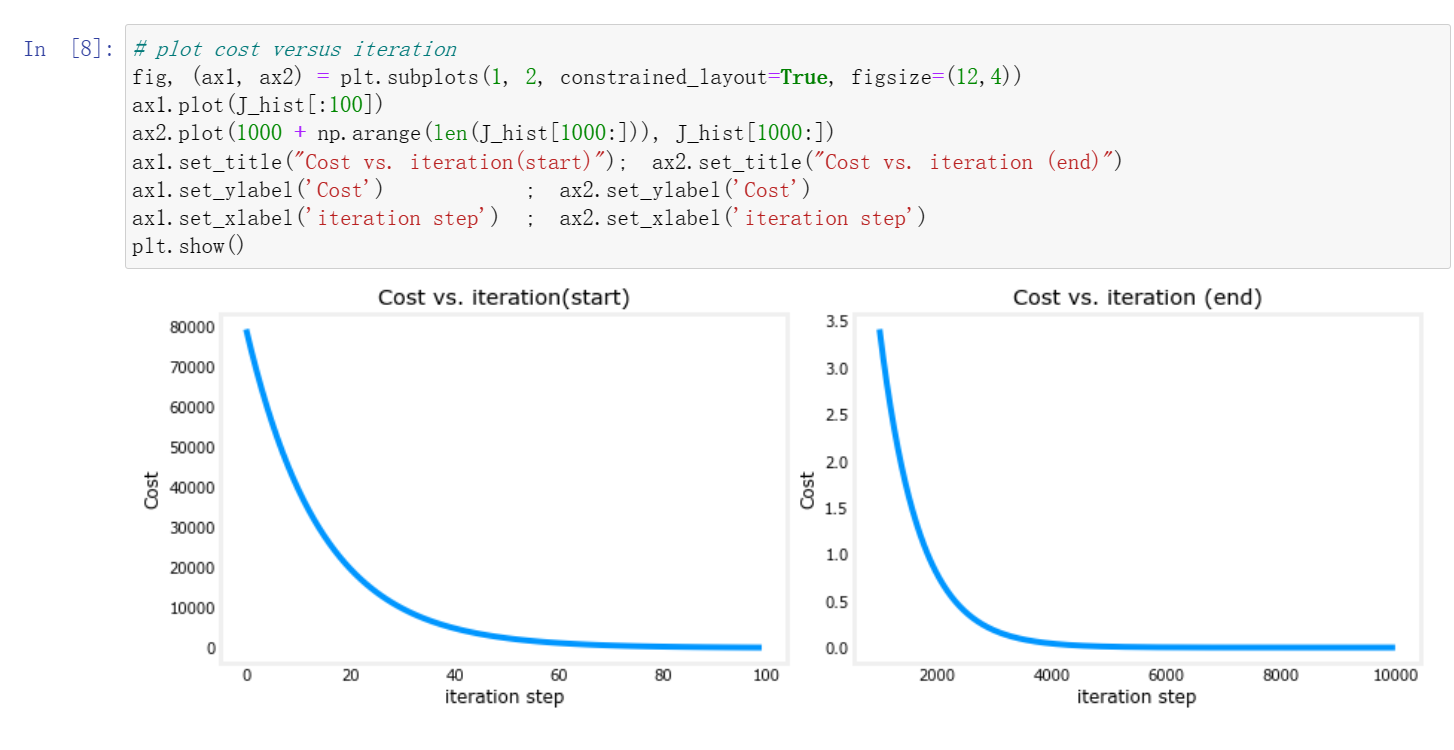 In [8]:
# plot cost versus iteration
fig, (ax1, ax2) = plt.subplots(1, 2, constrained_layout=True, figsize=(12,4))
ax1.plot(J_hist[:100])
ax2.plot(1000 + np.arange(len(J_hist[1000:])), J_hist[1000:])
ax1.set_title("Cost vs. iteration(start)");  ax2.set_title("Cost vs. iteration (end)")
ax1.set_ylabel('Cost')            ;  ax2.set_ylabel('Cost')
ax1.set_xlabel('iteration step')  ;  ax2.set_xlabel('iteration step')
plt.show()
Cost vs. iteration(start)
80000
70000
60000
50000
40000
30000
20000
10000
0
Cost
0 20 40 60 80 100
iteration step
Cost vs. iteration (end)
3.5
3.0
2.5
2.0
1.5
1.0
0.5
0.0
Cost
2000 4000 6000 8000 10000
iteration step